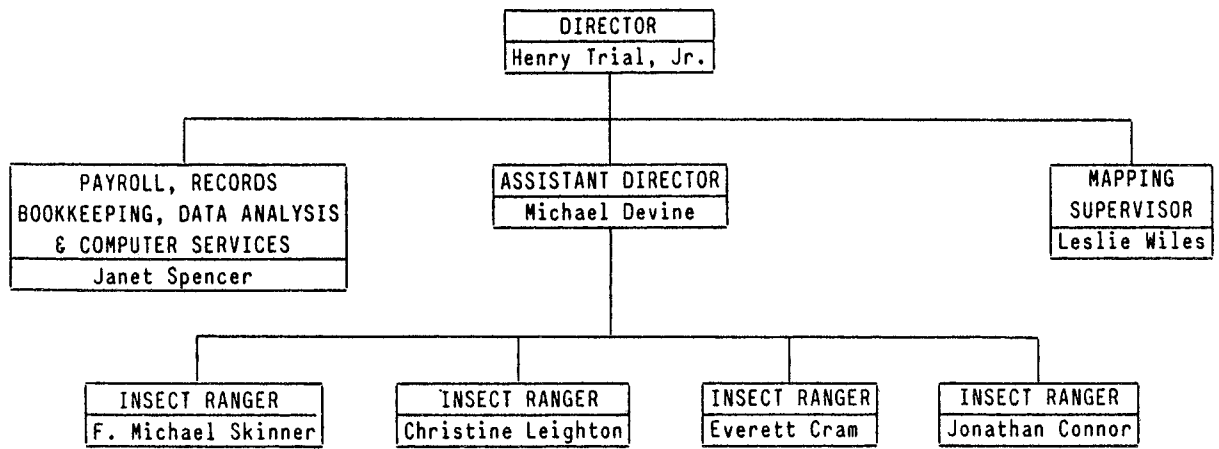 DIRECTOR
Henry Trial, Jr.
PAYROLL, RECORDS
BOOKKEEPING, DATA ANALYSIS
& COMPUTER SERVICES
Janet Spencer
ASSISTANT DIRECTOR
Michael Devine
MAPPING
SUPERVISOR
Leslie Wiles
INSECT RANGER
F. Michael Skinner
INSECT RANGER
Christine Leighton
INSECT RANGER
Everett Cram
INSECT RANGER
Jonathan Connor